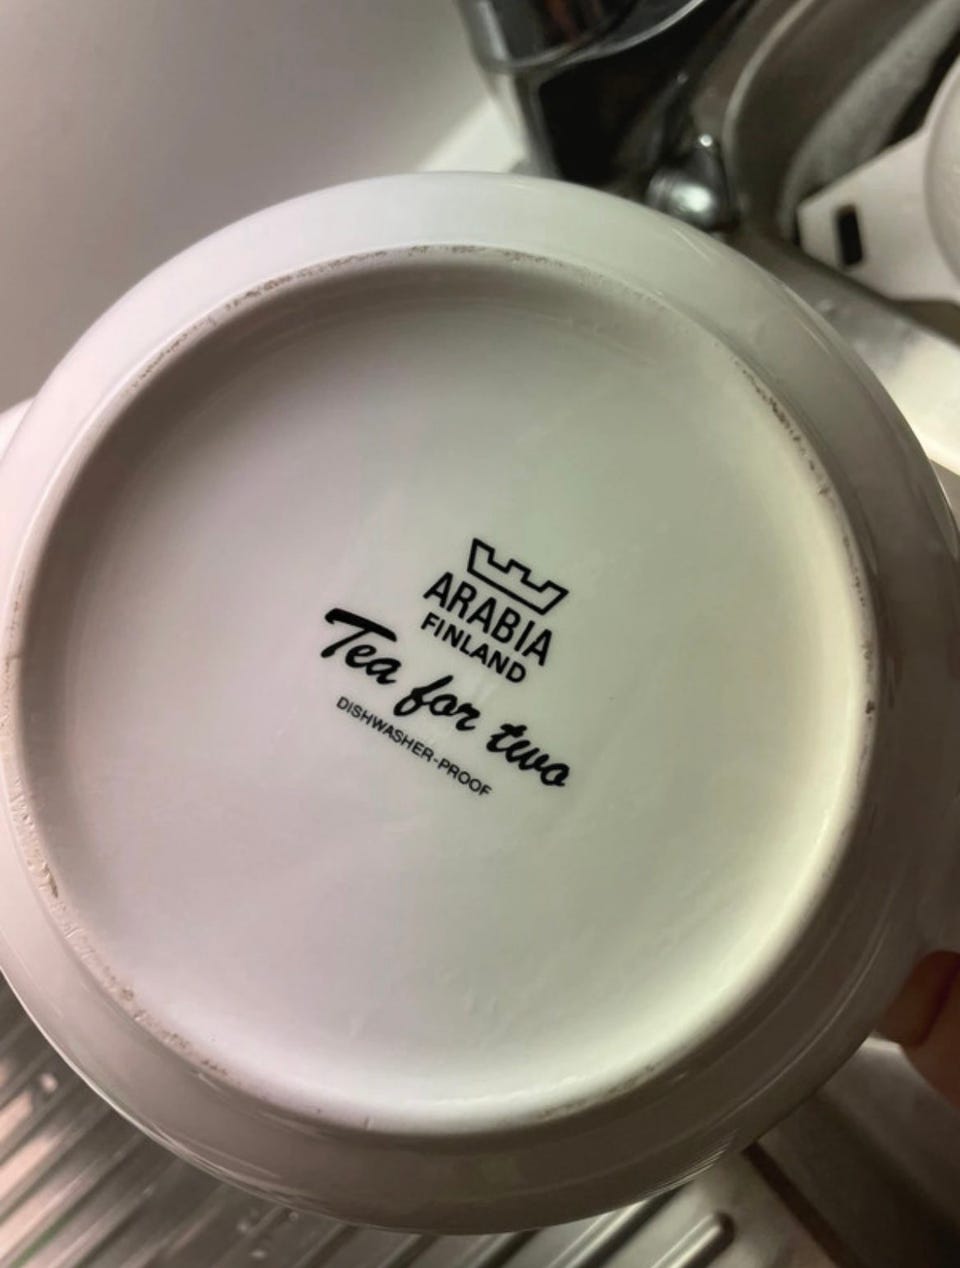 ARABIA
FINLAND
Tea for two
DISHWASHER-PROOF